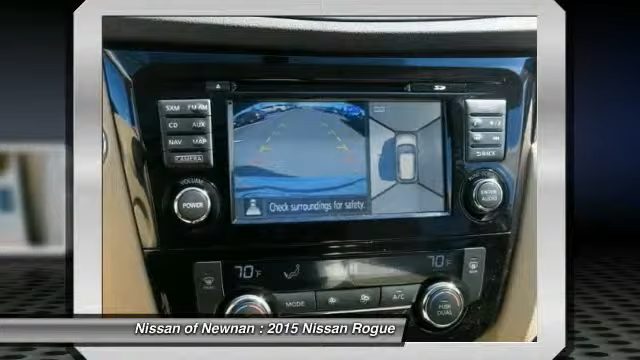 SXM FM·AM
CD AUX
NAV MAP
CAMERA
BACK
VOLUME
POWER
ENTER
AUDIO
Check surroundings for safety.
70°F
70°F
MODE
A/C
DUAL
Nissan of Newnan : 2015 Nissan Rogue